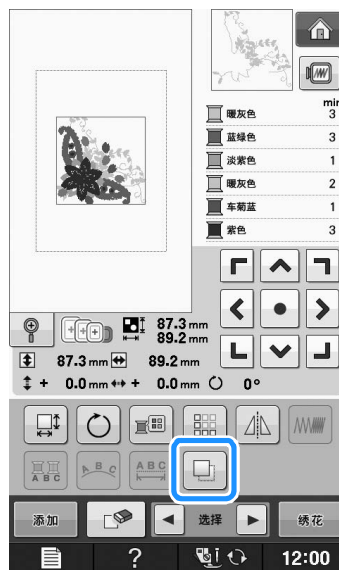 min
暖灰色 3
蓝绿色 3
淡紫色 1
暖灰色 2
车菊蓝 1
紫色 3
87.3 mm
89.2 mm
87.3 mm 89.2 mm
+ 0.0 mm + 0.0 mm 0°
A B C A B C A B C
添加 选择 绣花
? 12:00